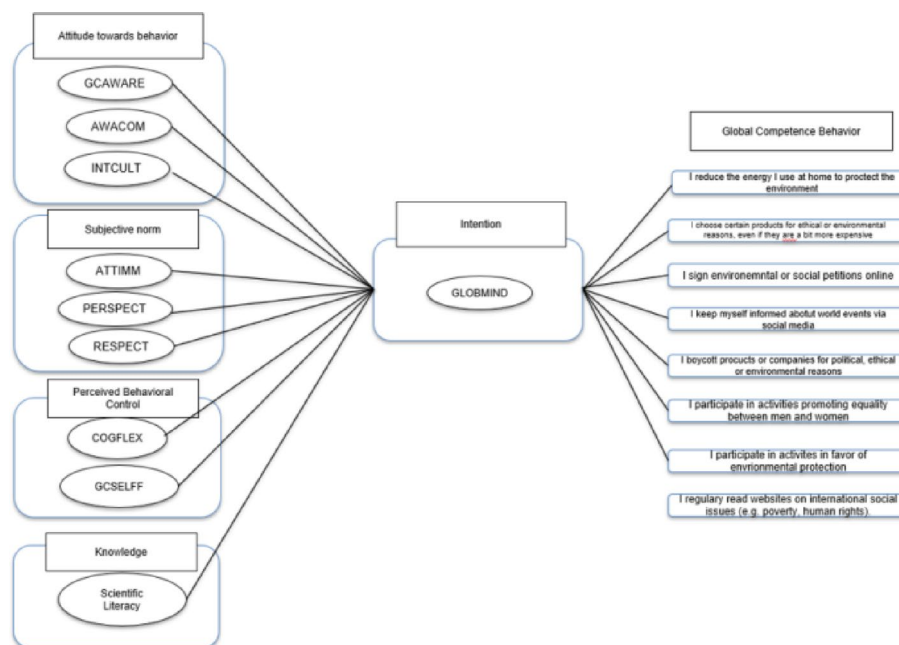 Attitude towards behavior
GCAWARE
AWACOM
INTCULT
Subjective norm
ATTIMM
PERSPECT
RESPECT
Perceived Behavioral
Control
COGFLEX
GCSELFF
Knowledge
Scientific
Literacy
Intention
GLOBMIND
Global Competence Behavior
I reduce the energy I use at home to proctect the
environment
I choose certain products for ethical or environmental
reasons, even if they are a bit more expensive
I sign environemntal or social petitions online
I keep myself informed abotut world events via
social media
I boycott procucts or companies for political, ethical
or environmental reasons
I participate in activities promoting equality
between men and women
I participate in activites in favor of
envrionmental protection
I regulary read websites on international social
issues (e.g. poverty, human rights).